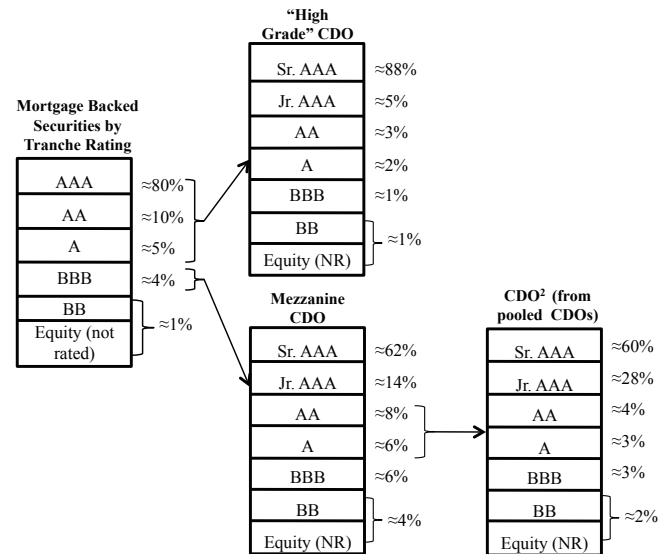 “High
Grade” CDO
Sr. AAA ≈88%
Jr. AAA ≈5%
AA ≈3%
A ≈2%
BBB ≈1%
BB
≈1%
Equity (NR)
Mortgage Backed
Securities by
Tranche Rating
AAA ≈80%
AA ≈10%
A ≈5%
BBB ≈4%
BB
≈1%
Equity (not
rated)
Mezzanine
CDO
Sr. AAA ≈62%
Jr. AAA ≈14%
AA ≈8%
A ≈6%
BBB ≈6%
BB
≈4%
Equity (NR)
CDO² (from
pooled CDOs)
Sr. AAA ≈60%
Jr. AAA ≈28%
AA ≈4%
A ≈3%
BBB ≈3%
BB
≈2%
Equity (NR)